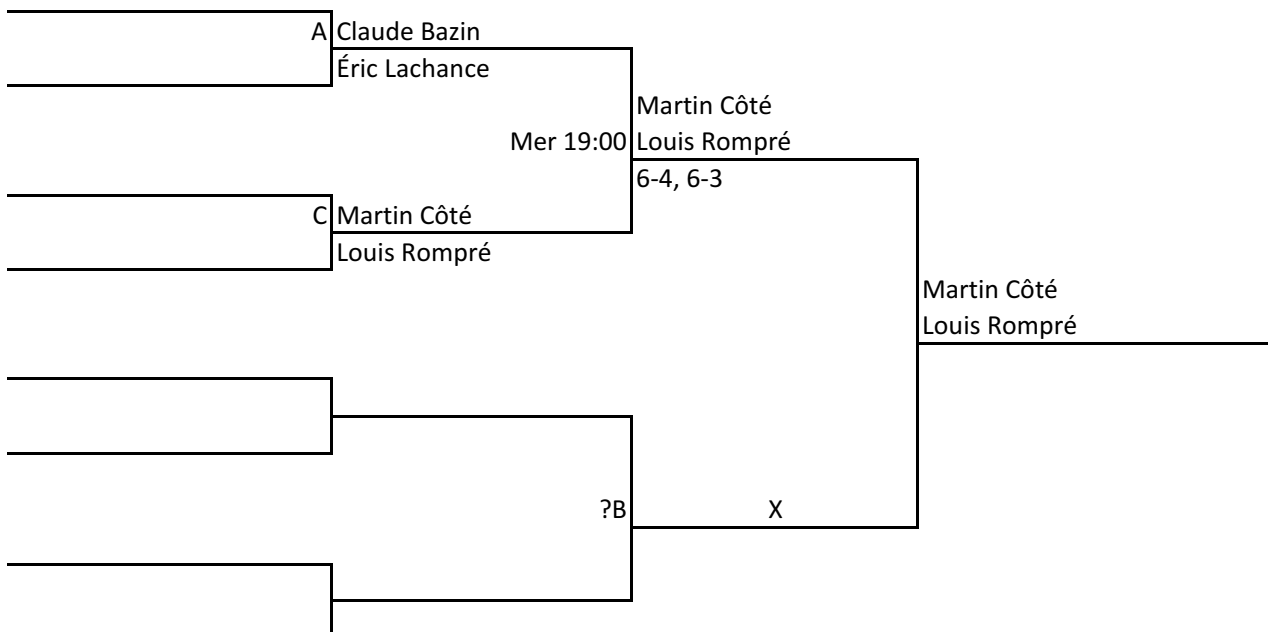 A Claude Bazin
Éric Lachance
Martin Côté
Mer 19:00 Louis Rompré
6-4, 6-3
C Martin Côté
Louis Rompré
Martin Côté
Louis Rompré
?B X